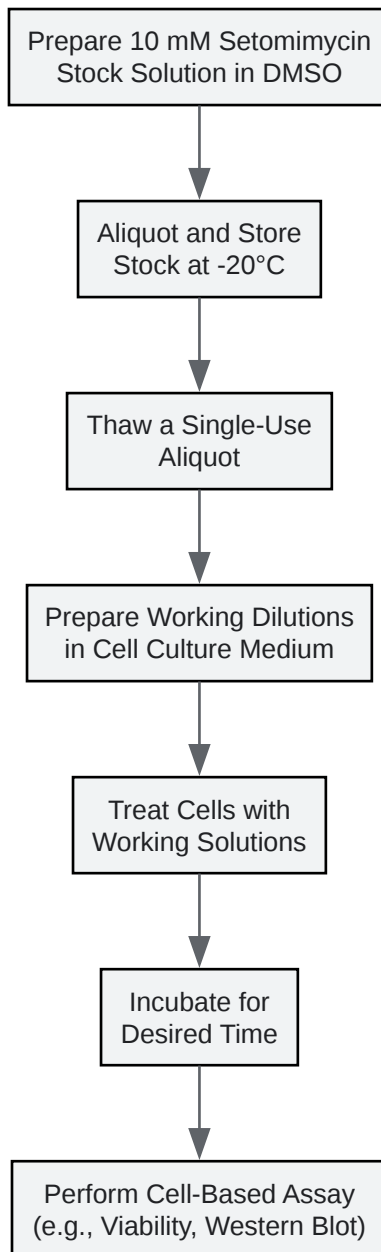 Prepare 10 mM Setomimycin
Stock Solution in DMSO
Aliquot and Store
Stock at -20°C
Thaw a Single-Use
Aliquot
Prepare Working Dilutions
in Cell Culture Medium
Treat Cells with
Working Solutions
Incubate for
Desired Time
Perform Cell-Based Assay
(e.g., Viability, Western Blot)